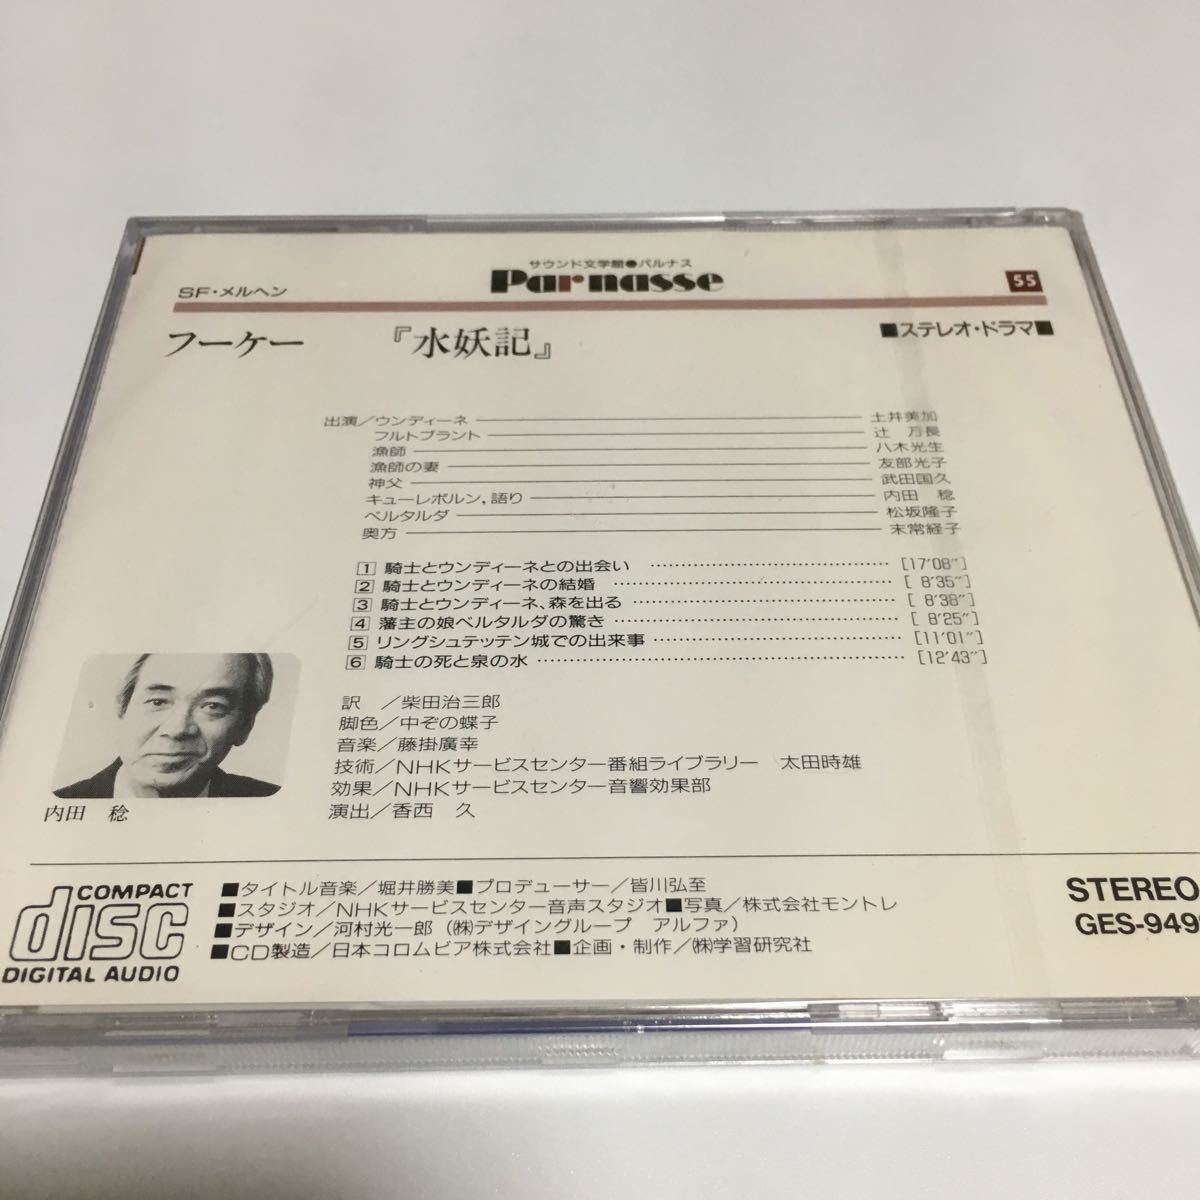 サウンド文学館●パルナス
Parnasse
SF・メルヘン
55
フーケー 『水妖記』
■ステレオ・ドラマ■
出演／ウンディーネ 土井美加
フルトブラント 辻 万長
漁師 八木光生
漁師の妻 友部光子
神父 武田国久
キューレボルン,語り 内田 稔
ベルタルダ 松坂隆子
奥方 末常経子
1 騎士とウンディーネとの出会い [17'08"]
2 騎士とウンディーネの結婚 [8'35"]
3 騎士とウンディーネ、森を出る [8'38"]
4 藩主の娘ベルタルダの驚き [8'25"]
5 リングシュテッテン城での出来事 [11'01"]
6 騎士の死と泉の水 [12'43"]
訳 ／柴田治三郎
脚色／中ぞの蝶子
音楽／藤掛廣幸
技術／NHKサービスセンター番組ライブラリー 太田時雄
効果／NHKサービスセンター音響効果部
演出／香西 久
内田 稔
COMPACT
disc
DIGITAL AUDIO
■タイトル音楽／堀井勝美■プロデューサー／皆川弘至
■スタジオ／NHKサービスセンター音声スタジオ■写真／株式会社モントレ
■デザイン／河村光一郎（㈱デザイングループ アルファ）
■CD製造／日本コロムビア株式会社■企画・制作／㈱学習研究社
STEREO
GES-949